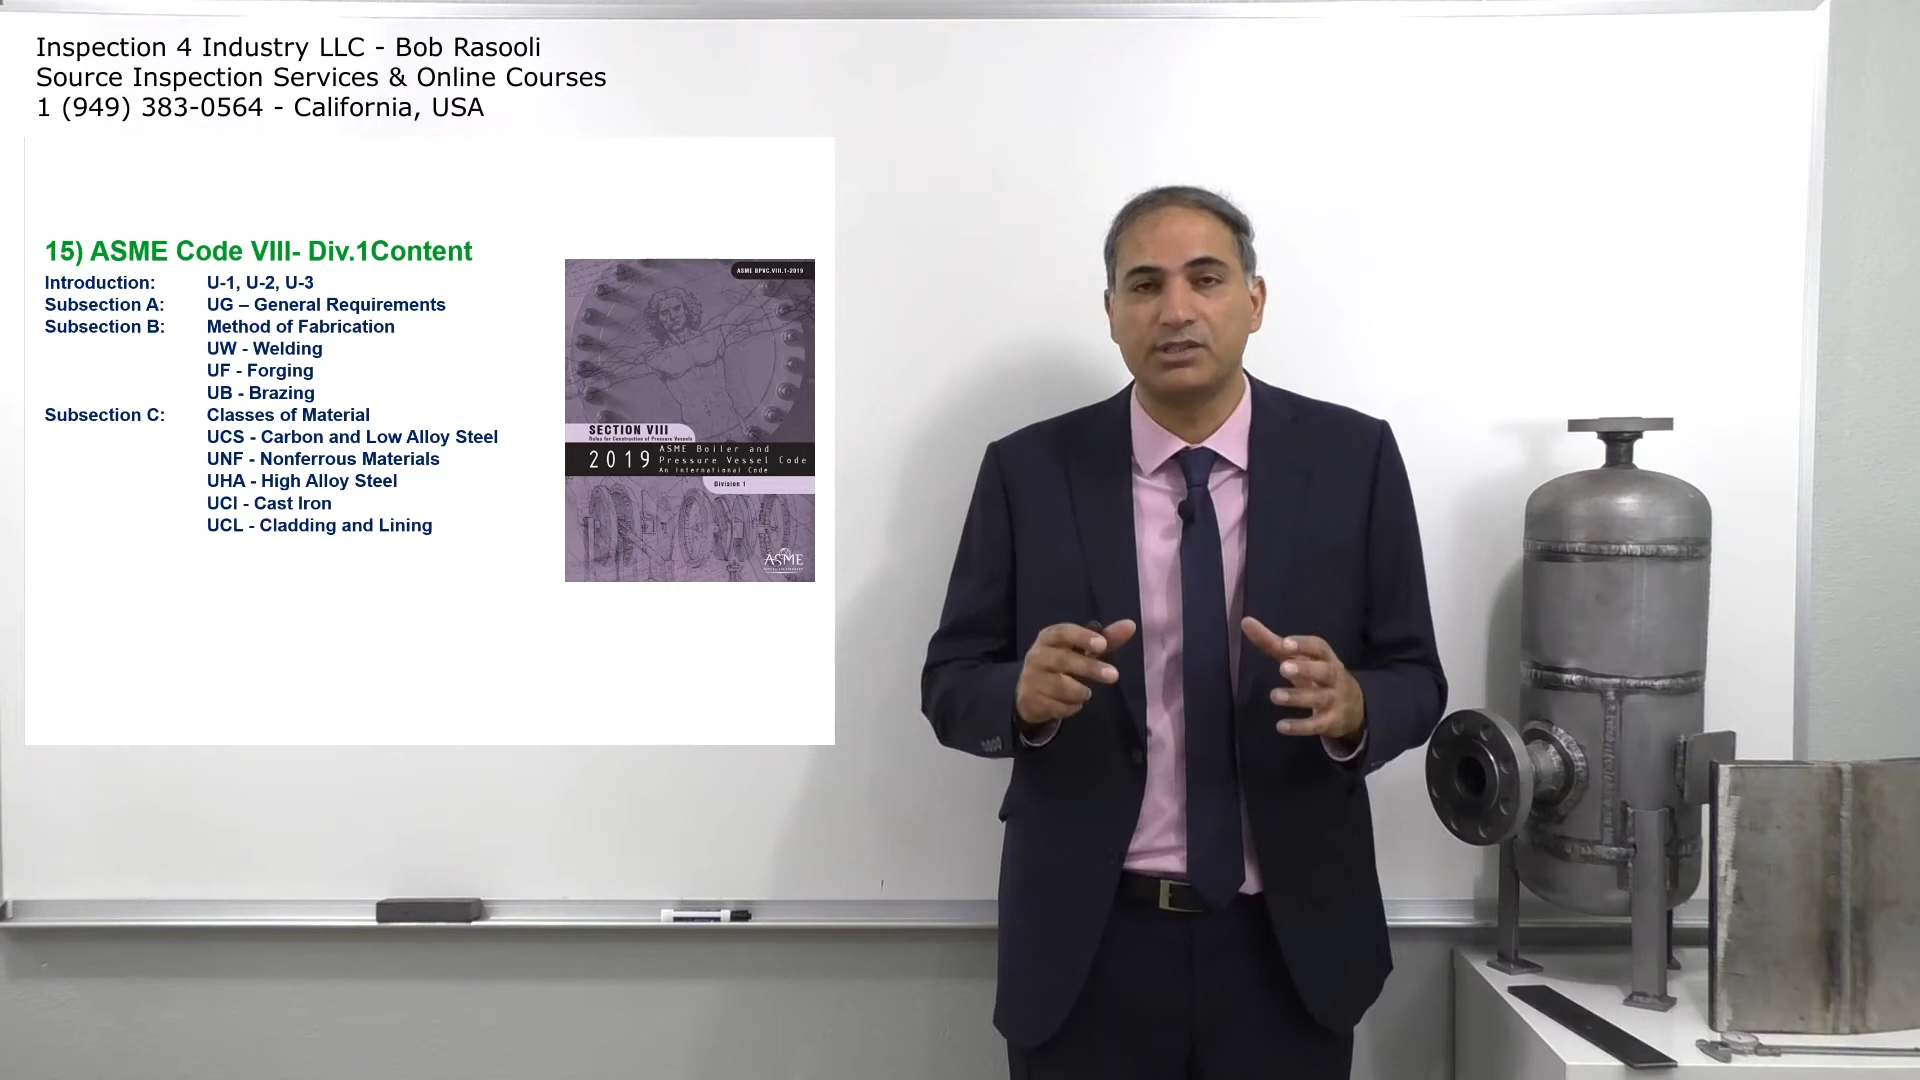 Inspection 4 Industry LLC - Bob Rasooli
Source Inspection Services & Online Courses
1 (949) 383-0564 - California, USA
15) ASME Code VIII- Div.1Content
Introduction: U-1, U-2, U-3
Subsection A: UG – General Requirements
Subsection B: Method of Fabrication
UW - Welding
UF - Forging
UB - Brazing
Subsection C: Classes of Material
UCS - Carbon and Low Alloy Steel
UNF - Nonferrous Materials
UHA - High Alloy Steel
UCI - Cast Iron
UCL - Cladding and Lining
ASME BPVC.VIII.1-2019
SECTION VIII
Rules for Construction of Pressure Vessels
2019 ASME Boiler and
Pressure Vessel Code
An International Code
Division 1
ASME